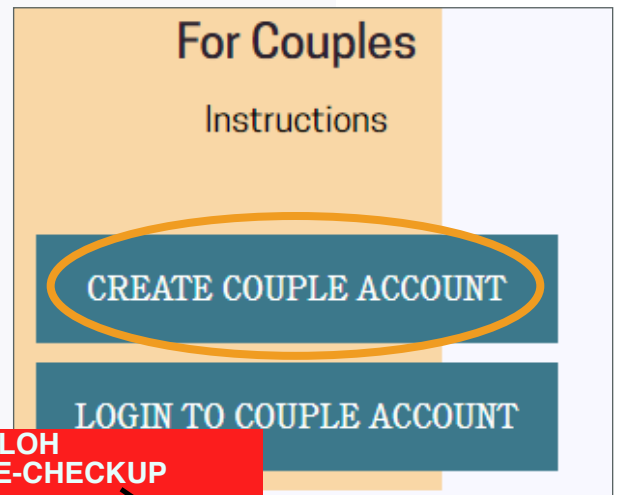 For Couples
Instructions
CREATE COUPLE ACCOUNT
LOGIN TO COUPLE ACCOUNT
LOH
E-CHECKUP